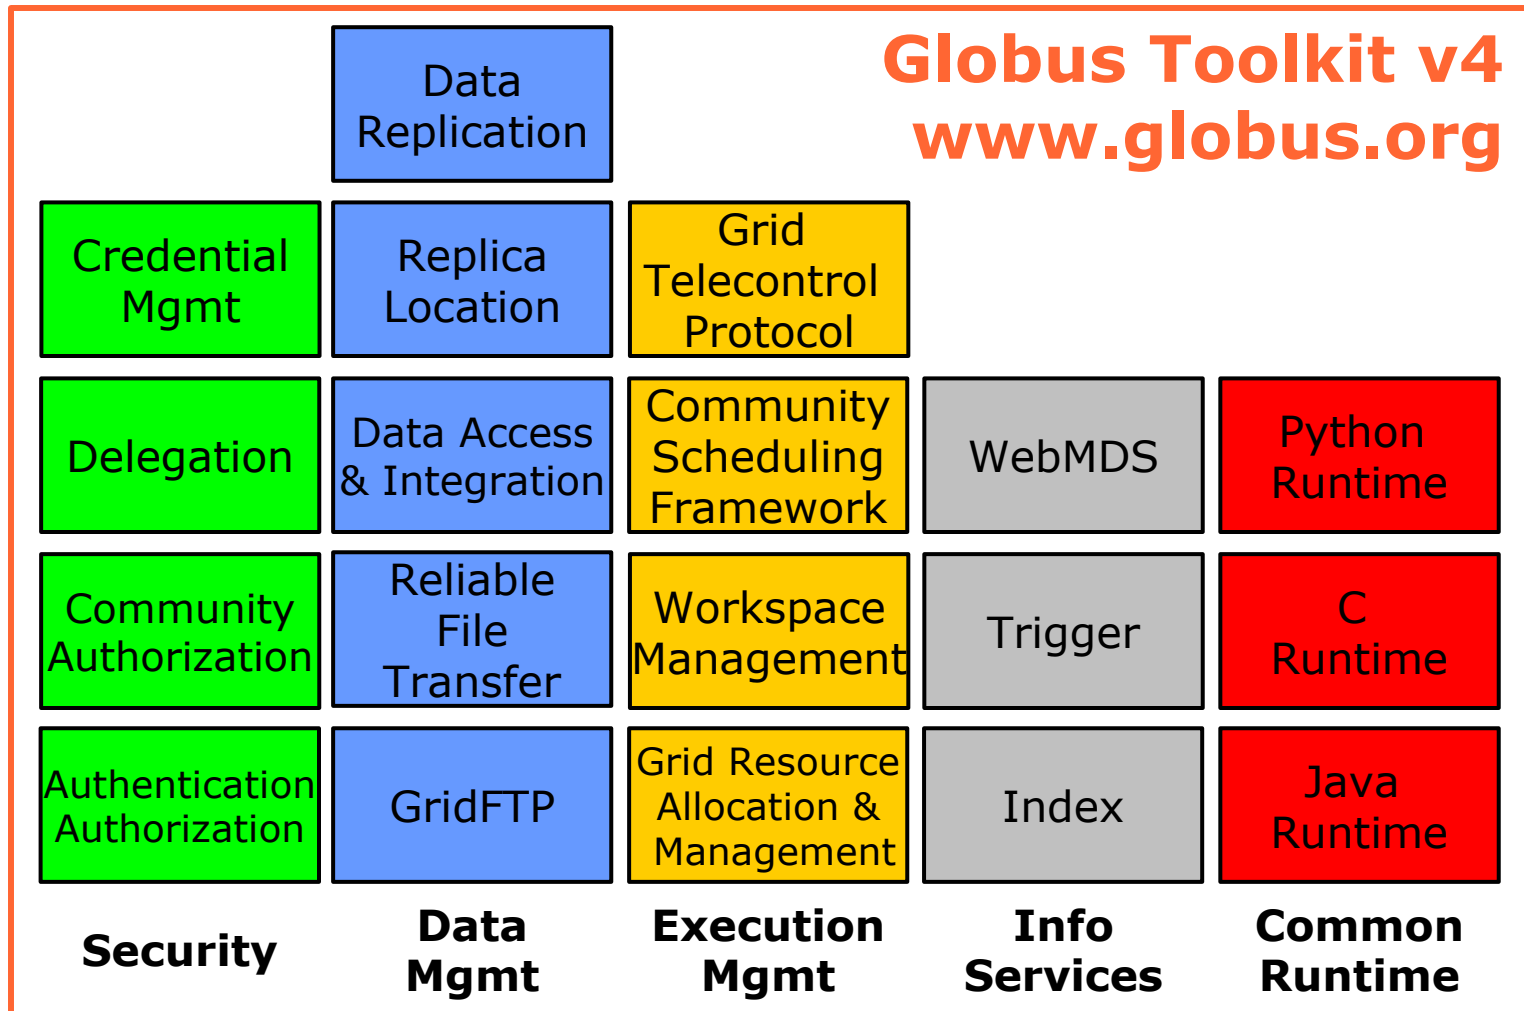 Globus Toolkit v4
www.globus.org
Data
Replication
Credential
Mgmt
Replica
Location
Grid
Telecontrol
Protocol
Delegation
Data Access
& Integration
Community
Scheduling
Framework
WebMDS
Python
Runtime
Community
Authorization
Reliable
File
Transfer
Workspace
Management
Trigger
C
Runtime
Authentication
Authorization
GridFTP
Grid Resource
Allocation &
Management
Index
Java
Runtime
Security
Data
Mgmt
Execution
Mgmt
Info
Services
Common
Runtime